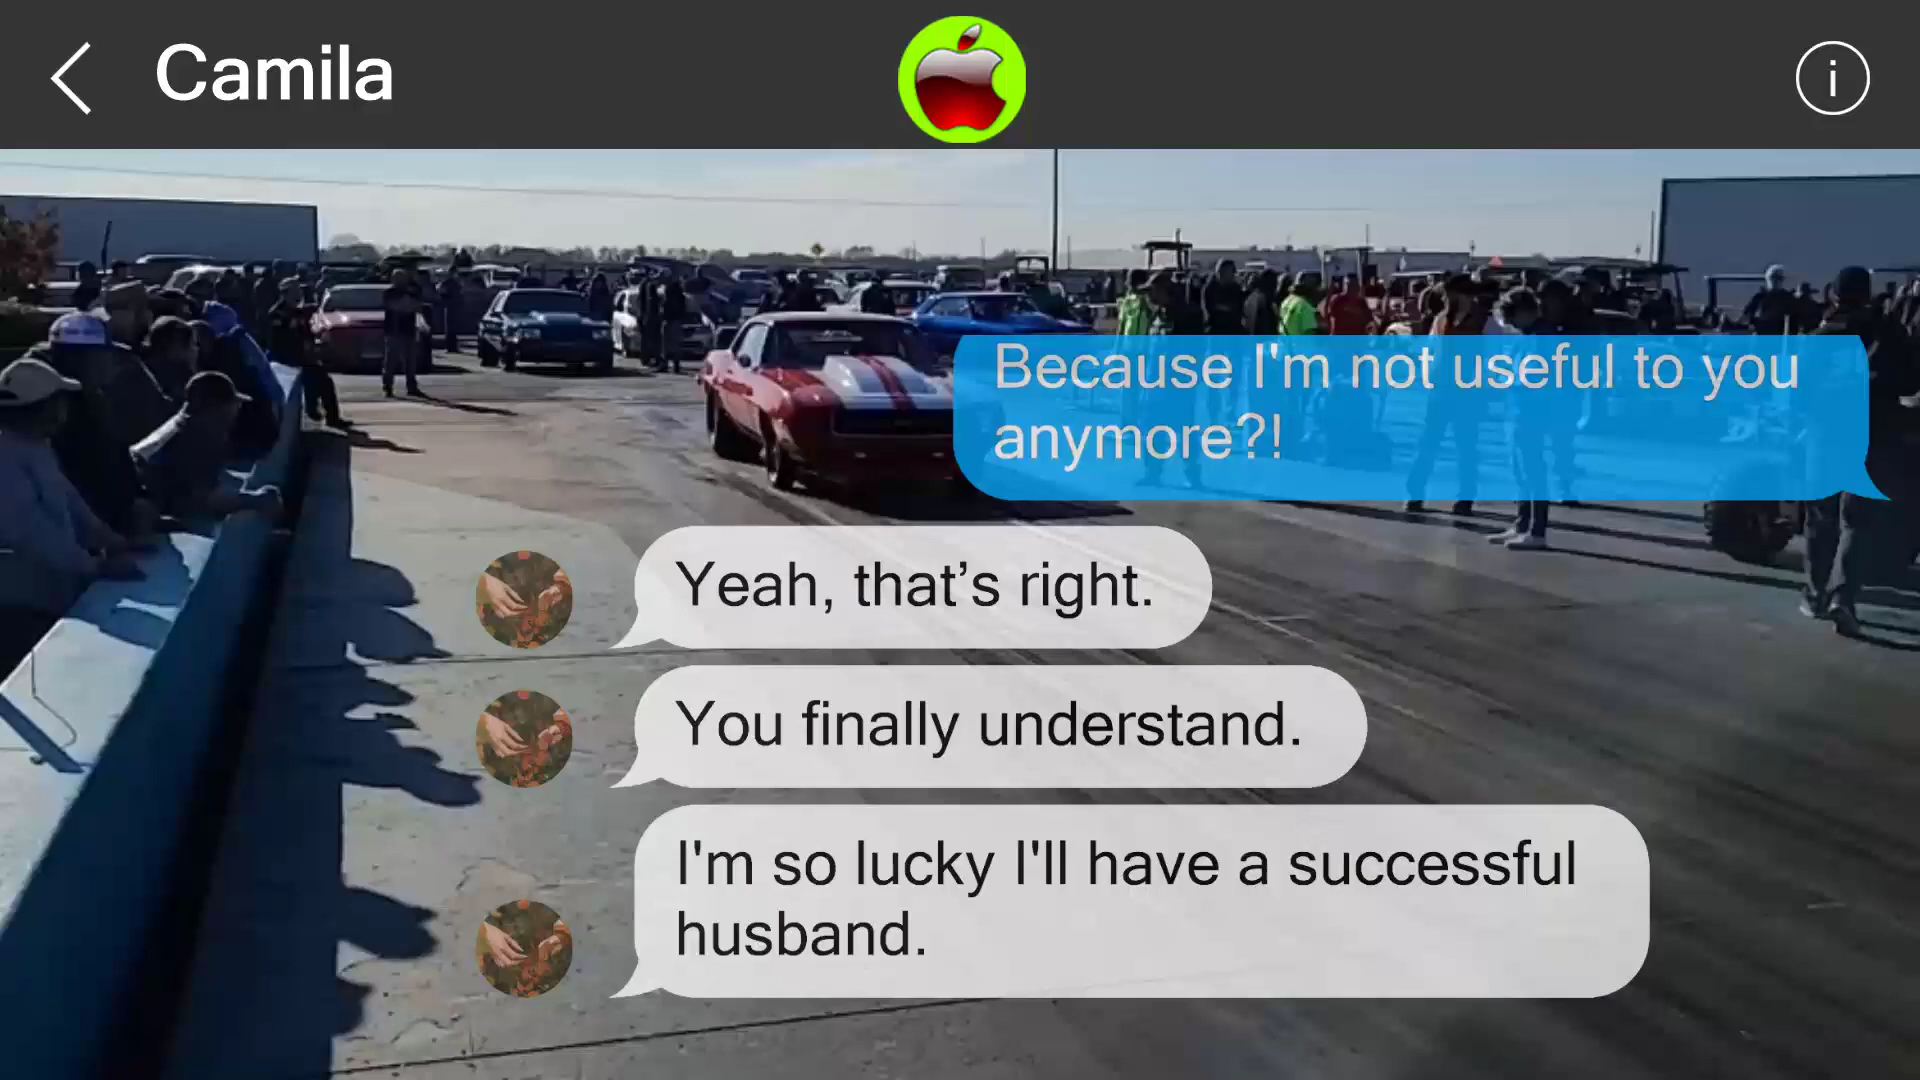 Camila
i
Because I'm not useful to you
anymore?!
Yeah, that’s right.
You finally understand.
I'm so lucky I'll have a successful
husband.